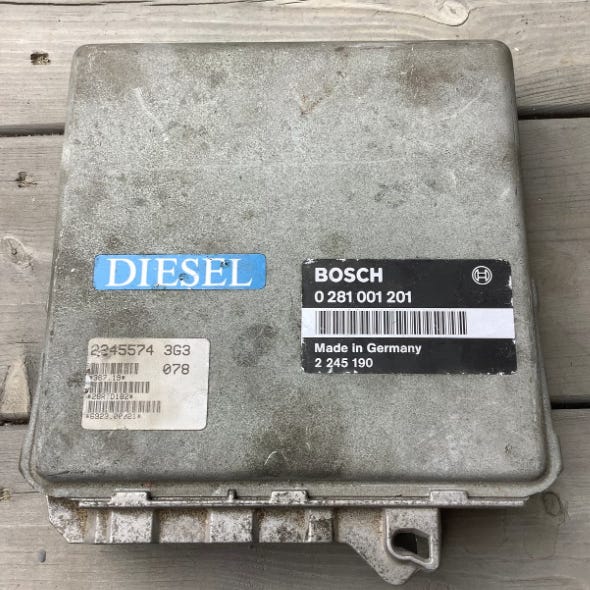 DIESEL
BOSCH
0 281 001 201
Made in Germany
2 245 190
2245574 3G3
078